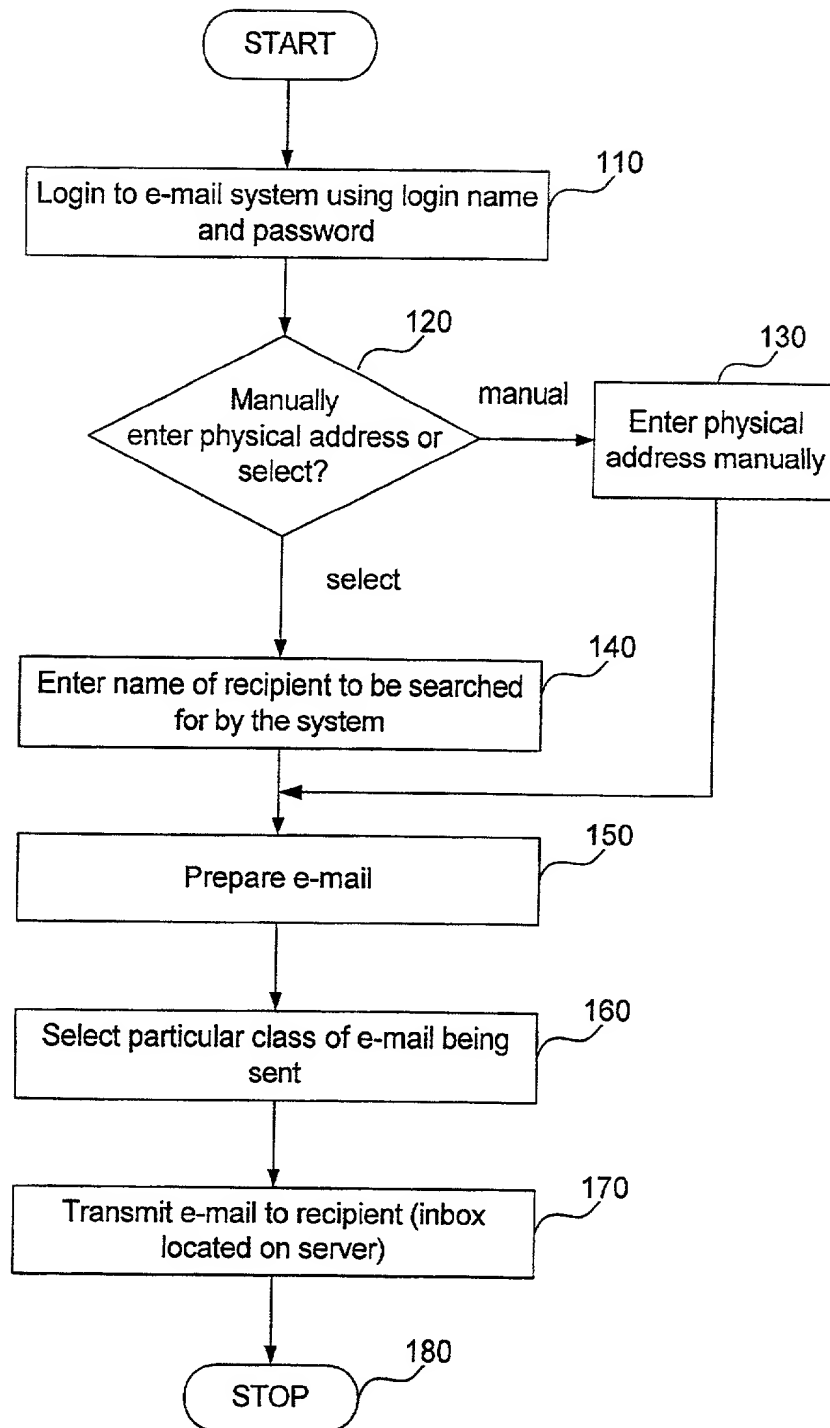 START
110
Login to e-mail system using login name
and password
120
130
Manually
enter physical address or
select?
manual
Enter physical
address manually
select
140
Enter name of recipient to be searched
for by the system
150
Prepare e-mail
160
Select particular class of e-mail being
sent
170
Transmit e-mail to recipient (inbox
located on server)
180
STOP